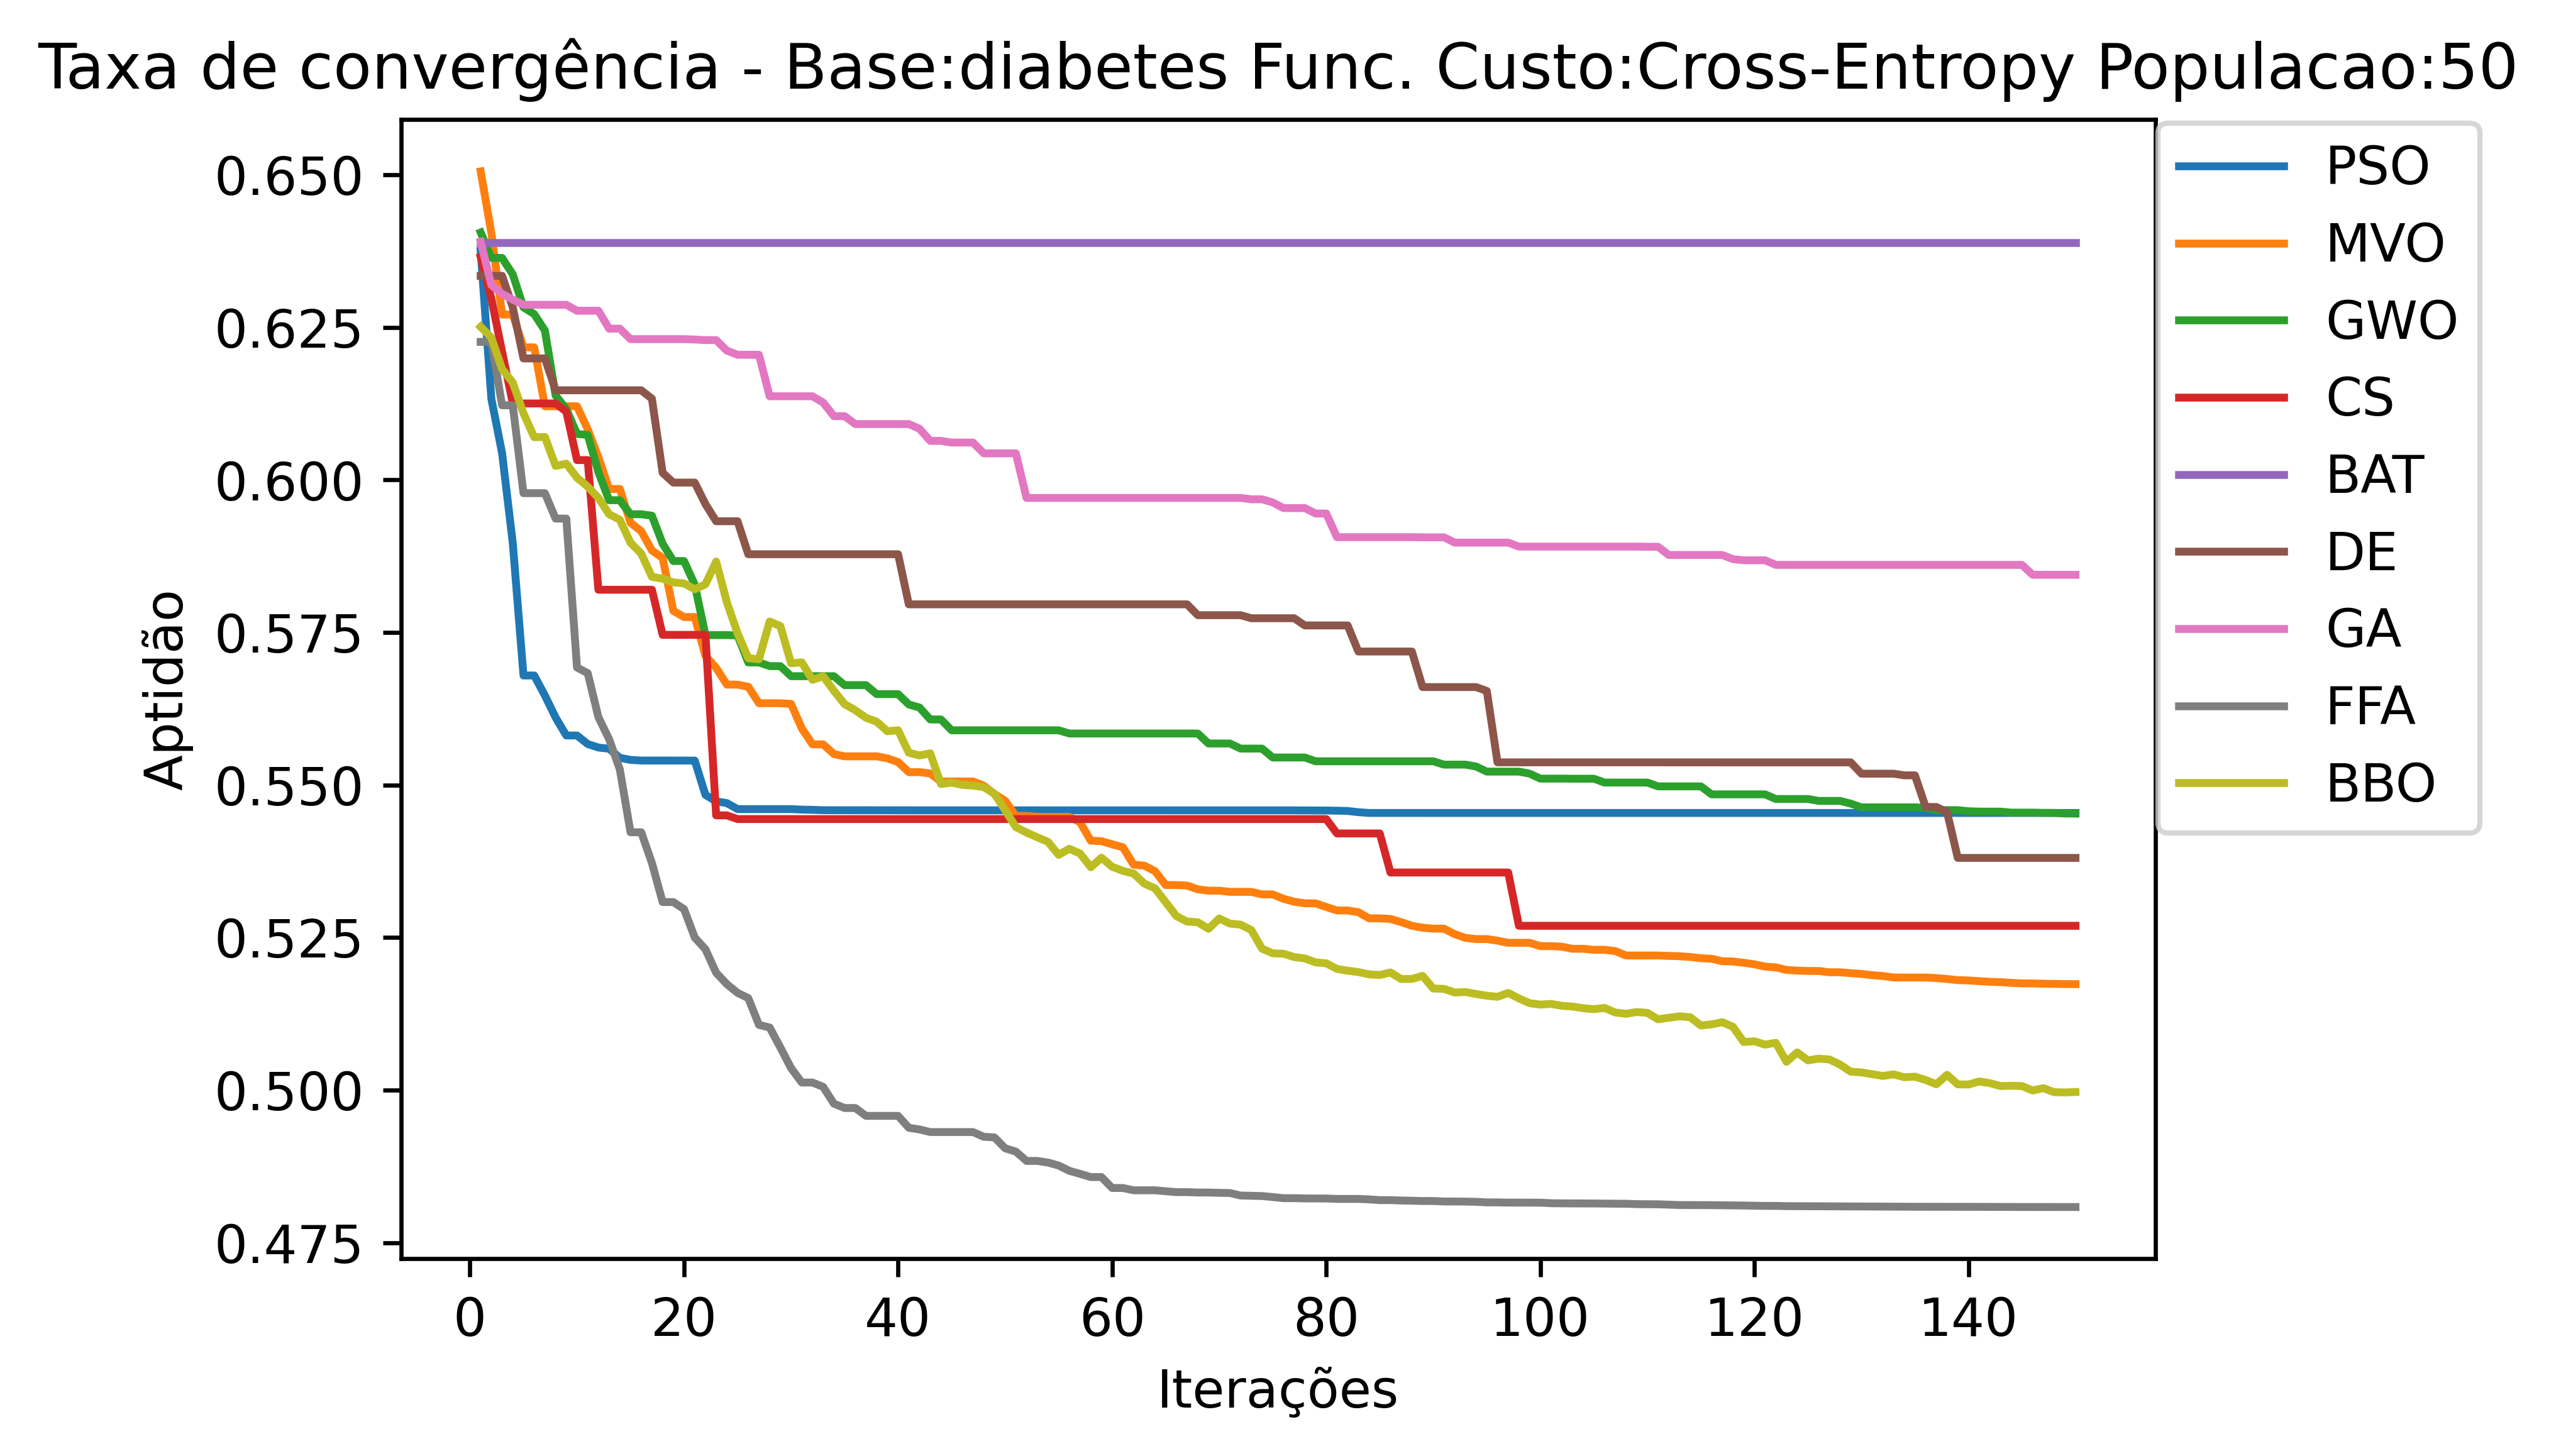 Taxa de convergência - Base:diabetes Func. Custo:Cross-Entropy Populacao:50
0.650
0.625
0.600
0.575
0.550
0.525
0.500
0.475
Aptidão
0 20 40 60 80 100 120 140
Iterações
PSO
MVO
GWO
CS
BAT
DE
GA
FFA
BBO